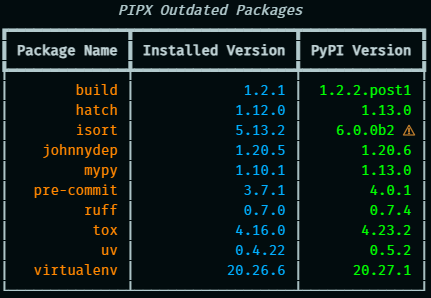 PIPX Outdated Packages
Package Name Installed Version PyPI Version
build 1.2.1 1.2.2.post1
hatch 1.12.0 1.13.0
isort 5.13.2 6.0.0b2 ⚠
johnnydep 1.20.5 1.20.6
mypy 1.10.1 1.13.0
pre-commit 3.7.1 4.0.1
ruff 0.7.0 0.7.4
tox 4.16.0 4.23.2
uv 0.4.22 0.5.2
virtualenv 20.26.6 20.27.1